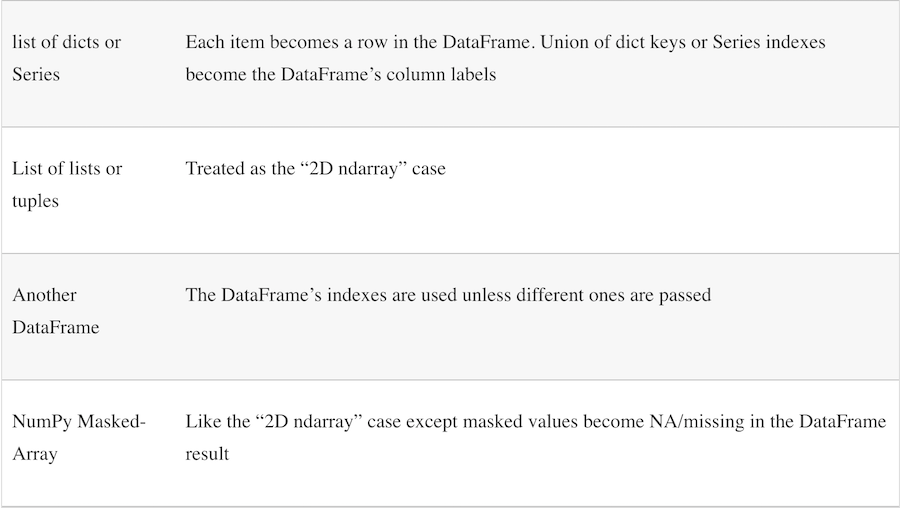 list of dicts or
Series
Each item becomes a row in the DataFrame. Union of dict keys or Series indexes
become the DataFrame’s column labels
List of lists or
tuples
Treated as the “2D ndarray” case
Another
DataFrame
The DataFrame’s indexes are used unless different ones are passed
NumPy Masked-
Array
Like the “2D ndarray” case except masked values become NA/missing in the DataFrame
result